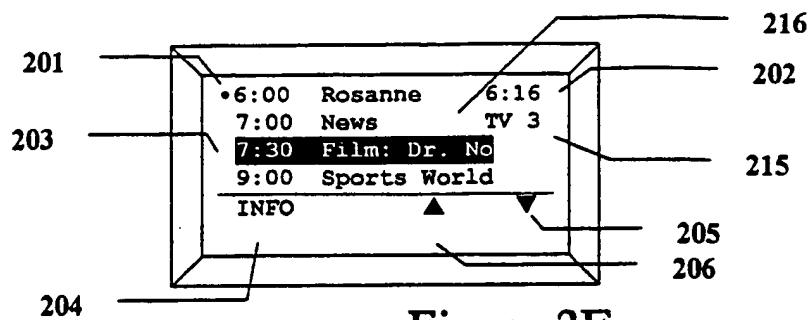 216
201
202
•6:00 Rosanne 6:16
7:00 News TV 3
203
7:30 Film: Dr. No
215
9:00 Sports World
INFO ▲ ▼
205
206
204